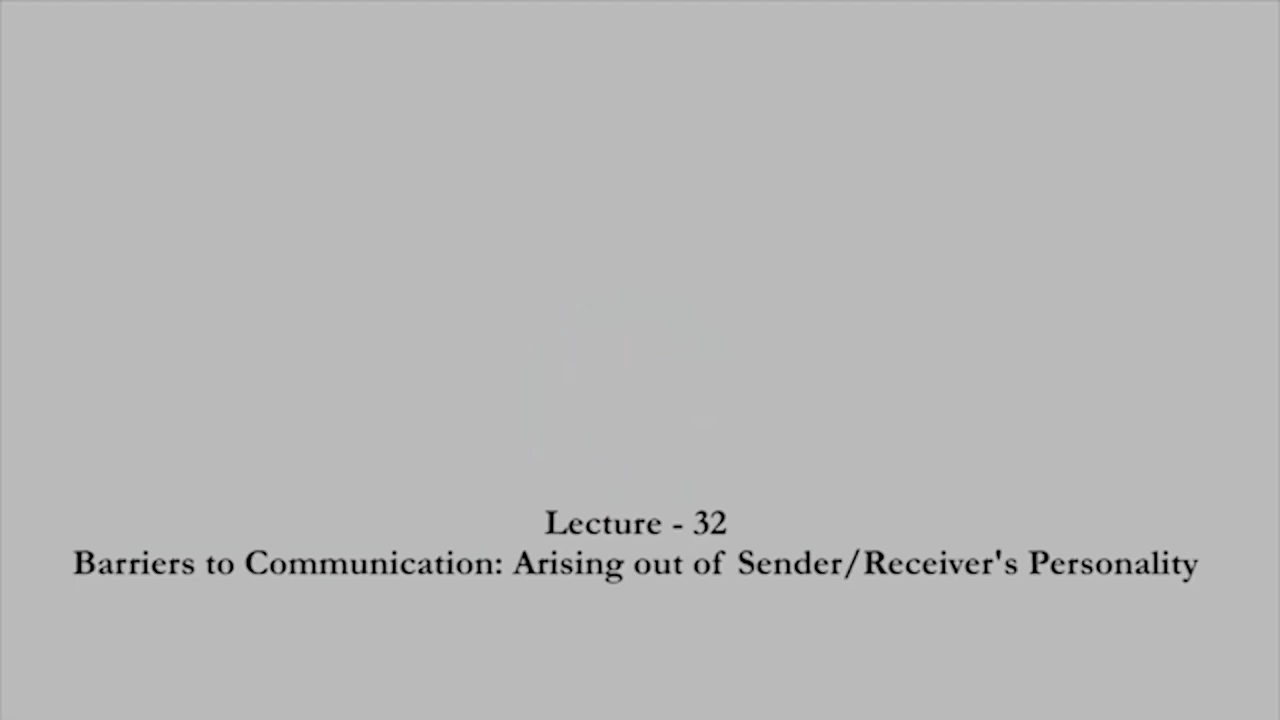 Lecture - 32
Barriers to Communication: Arising out of Sender/Receiver's Personality